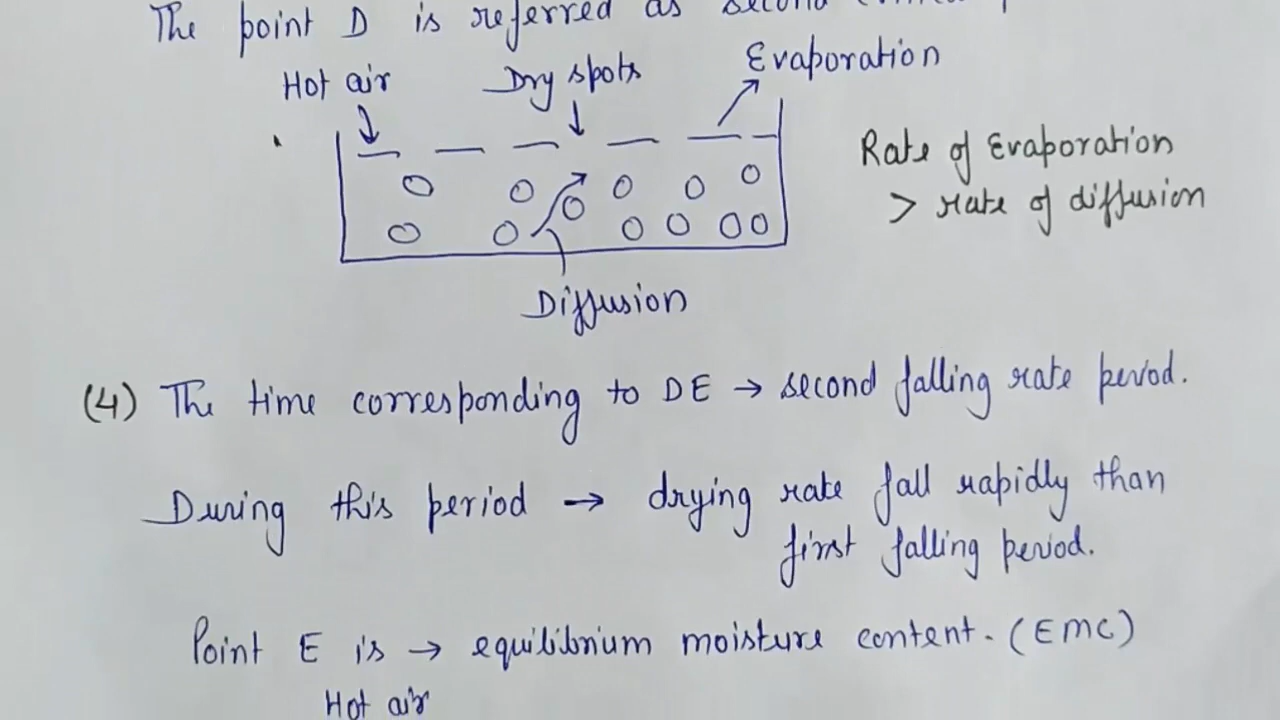 The point D is referred as second
Hot air
Dry spots
Evaporation
Rate of Evaporation
> rate of diffusion
Diffusion
(4) The time corresponding to DE → second falling rate period.
During this period → drying rate fall rapidly than
first falling period.
Point E is → equilibrium moisture content. (EMC)
Hot air